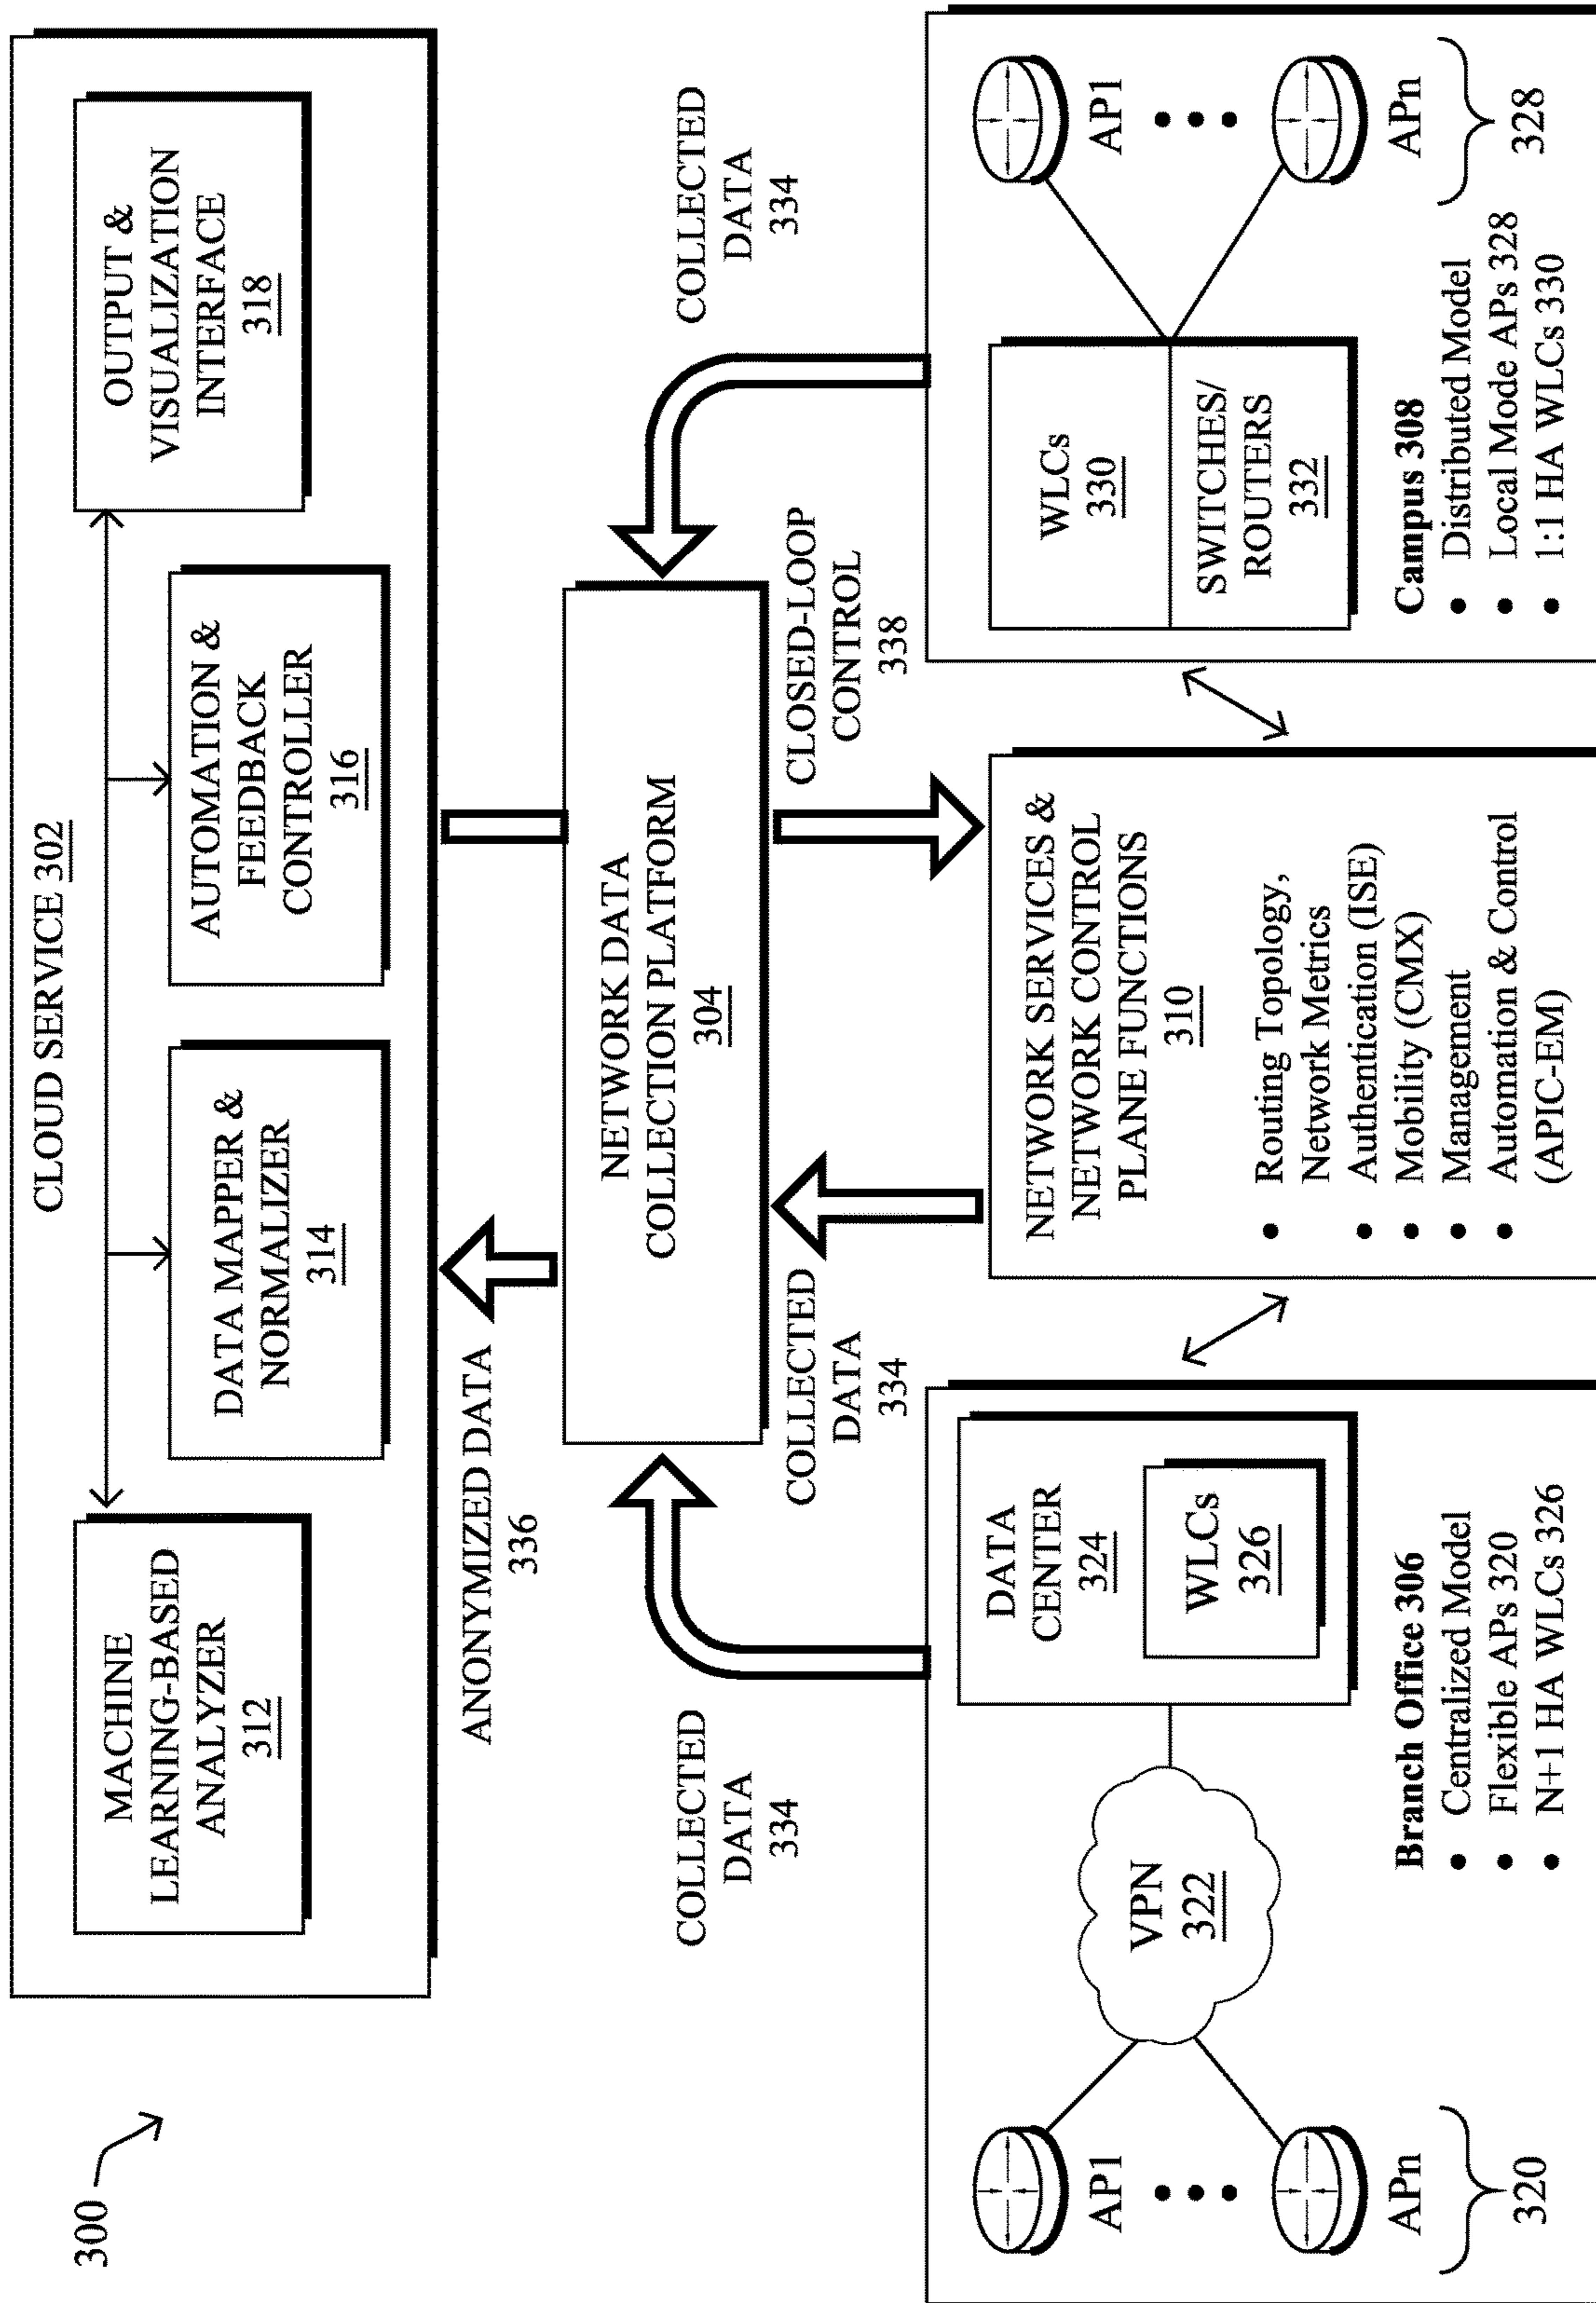 300
CLOUD SERVICE 302
MACHINE
LEARNING-BASED
ANALYZER
312
DATA MAPPER &
NORMALIZER
314
AUTOMATION &
FEEDBACK
CONTROLLER
316
OUTPUT &
VISUALIZATION
INTERFACE
318
ANONYMIZED DATA
336
COLLECTED
DATA
334
NETWORK DATA
COLLECTION PLATFORM
304
COLLECTED
DATA
334
COLLECTED
DATA
334
CLOSED-LOOP
CONTROL
338
AP1
APn
320
VPN
322
DATA
CENTER
324
WLCs
326
Branch Office 306
• Centralized Model
• Flexible APs 320
• N+1 HA WLCs 326
NETWORK SERVICES &
NETWORK CONTROL
PLANE FUNCTIONS
310
• Routing Topology,
Network Metrics
• Authentication (ISE)
• Mobility (CMX)
• Management
• Automation & Control
(APIC-EM)
WLCs
330
SWITCHES/
ROUTERS
332
AP1
APn
328
Campus 308
• Distributed Model
• Local Mode APs 328
• 1:1 HA WLCs 330